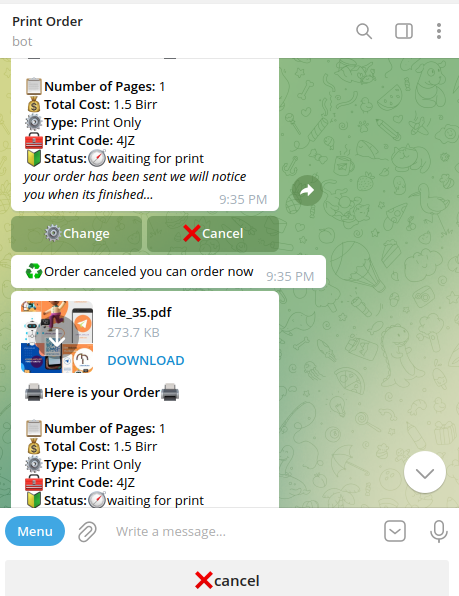 Print Order
bot
Number of Pages: 1
Total Cost: 1.5 Birr
Type: Print Only
Print Code: 4JZ
Status: waiting for print
your order has been sent we will notice
you when its finished...
9:35 PM
Change
Cancel
Order canceled you can order now
9:35 PM
file_35.pdf
273.7 KB
DOWNLOAD
Here is your Order
Number of Pages: 1
Total Cost: 1.5 Birr
Type: Print Only
Print Code: 4JZ
Status: waiting for print
Menu
Write a message...
cancel